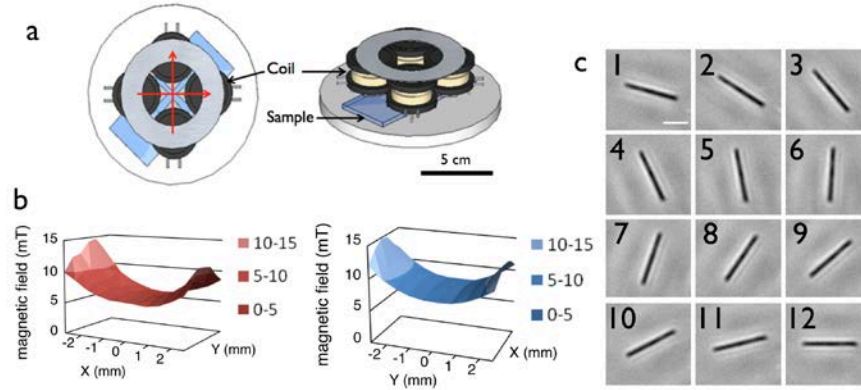 a
Coil
Sample
5 cm
b
magnetic field (mT)
15
10
5
0
-2 -1 0 1 2
X (mm)
Y (mm)
10-15
5-10
0-5
magnetic field (mT)
15
10
5
0
-2 -1 0 1 2
Y (mm)
X (mm)
10-15
5-10
0-5
c
1 2 3
4 5 6
7 8 9
10 11 12